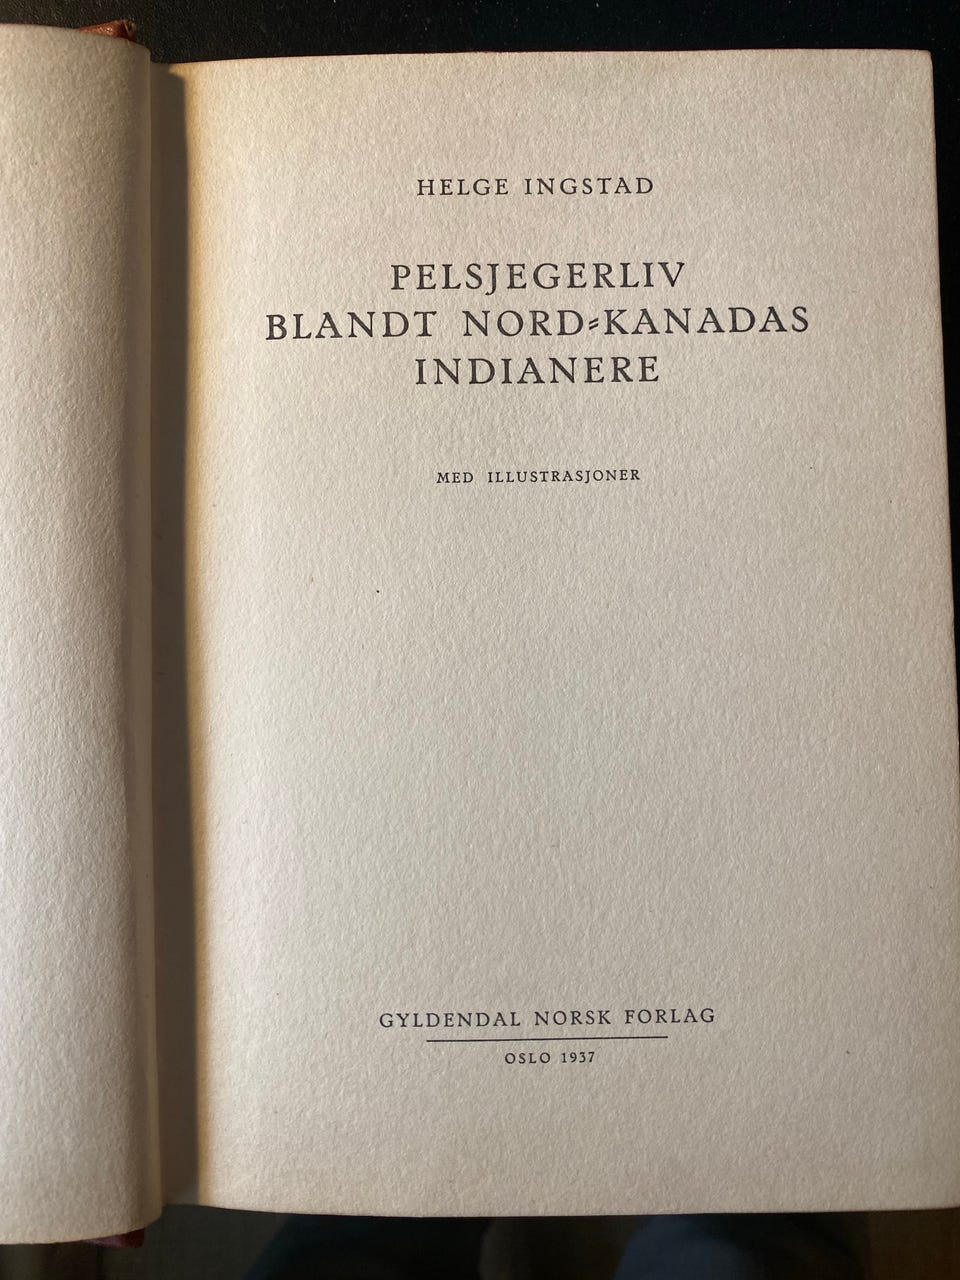 HELGE INGSTAD
PELSJEGERLIV
BLANDT NORD-KANADAS
INDIANERE
MED ILLUSTRASJONER
GYLDENDAL NORSK FORLAG
OSLO 1937